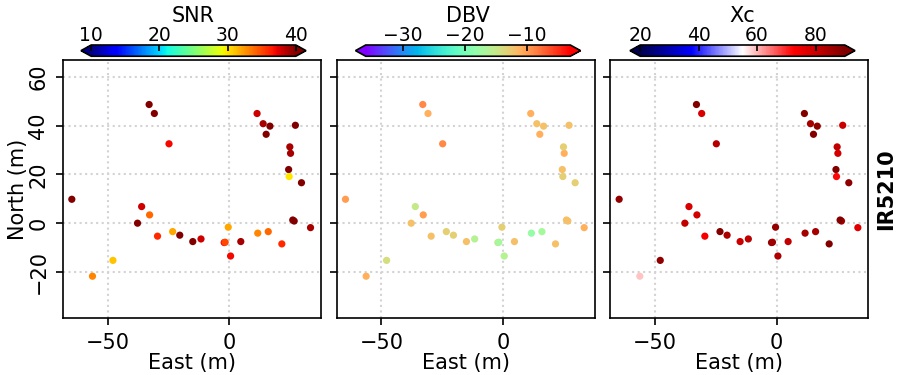 SNR
DBV
Xc
10 20 30 40
−30 −20 −10
20 40 60 80
60
40
20
0
−20
North (m)
−50 0
−50 0
−50 0
East (m)
East (m)
East (m)
IR5210